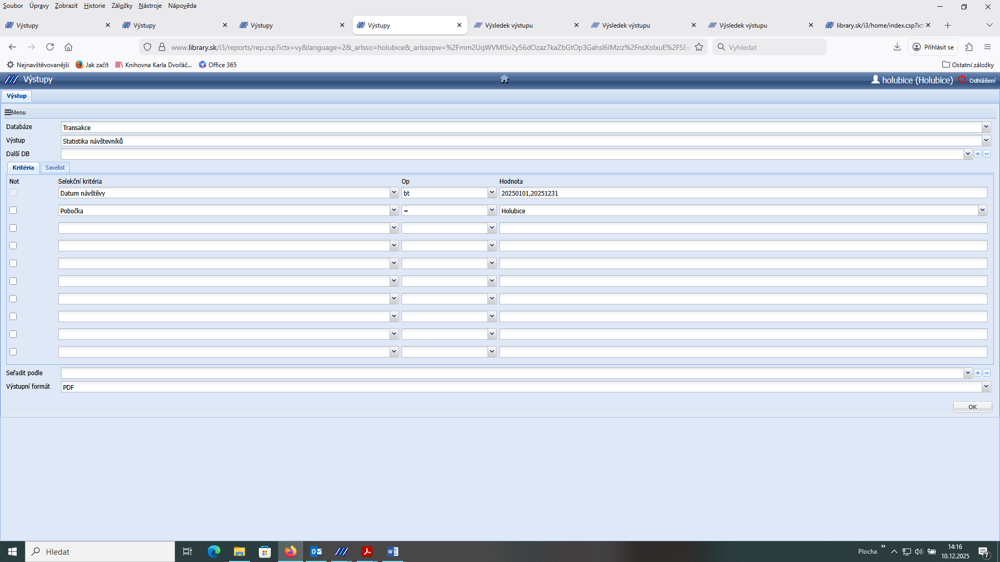 Soubor Úpravy Zobrazit Historie Záložky Nástroje Nápověda
Výstupy Výstupy Výstupy Výstupy Výsledek výstupu Výsledek výstupu Výsledek výstupu library.sk/i3/home/index.csp?ict
www.library.sk/i3/reports/rep.csp?ictx=vy&language=2&_arlsso=holubice&_arlssopw=
Vyhledat
Přihlásit se
Nejnavštěvovanější Jak začít Knihovna Karla Dvořáč... Office 365 Ostatní záložky
Výstupy holubice (Holubice) Odhlášení
Výstup
Menu
Databáze Transakce
Výstup Statistika návštevníků
Další DB
Kritéria Savelist
Not Selekční kritéria Op Hodnota
Datum návštěvy bt 20250101,20251231
Pobočka = Holubice
Seřadit podle
Výstupní formát PDF
OK
Hledat Plocha 14:16
10.12.2025 7